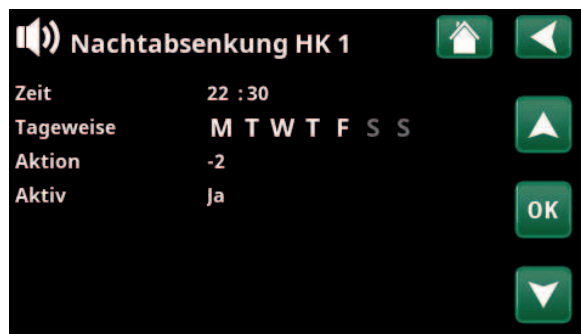 Nachtabsenkung HK 1
Zeit 22 :30
Tageweise M T W T F S S
Aktion -2
Aktiv Ja
OK